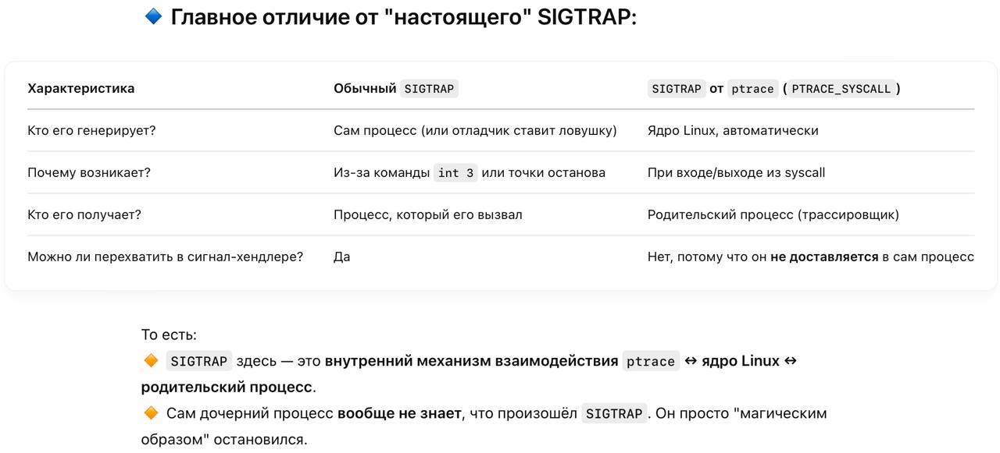 🔷 Главное отличие от "настоящего" SIGTRAP:
Характеристика Обычный SIGTRAP SIGTRAP от ptrace (PTRACE_SYSCALL)
Кто его генерирует? Сам процесс (или отладчик ставит ловушку) Ядро Linux, автоматически
Почему возникает? Из-за команды int 3 или точки останова При входе/выходе из syscall
Кто его получает? Процесс, который его вызвал Родительский процесс (трассировщик)
Можно ли перехватить в сигнал-хендлере? Да Нет, потому что он не доставляется в сам процесс
То есть:
🔶 SIGTRAP здесь — это внутренний механизм взаимодействия ptrace ↔ ядро Linux ↔
родительский процесс.
🔶 Сам дочерний процесс вообще не знает, что произошёл SIGTRAP. Он просто "магическим
образом" остановился.